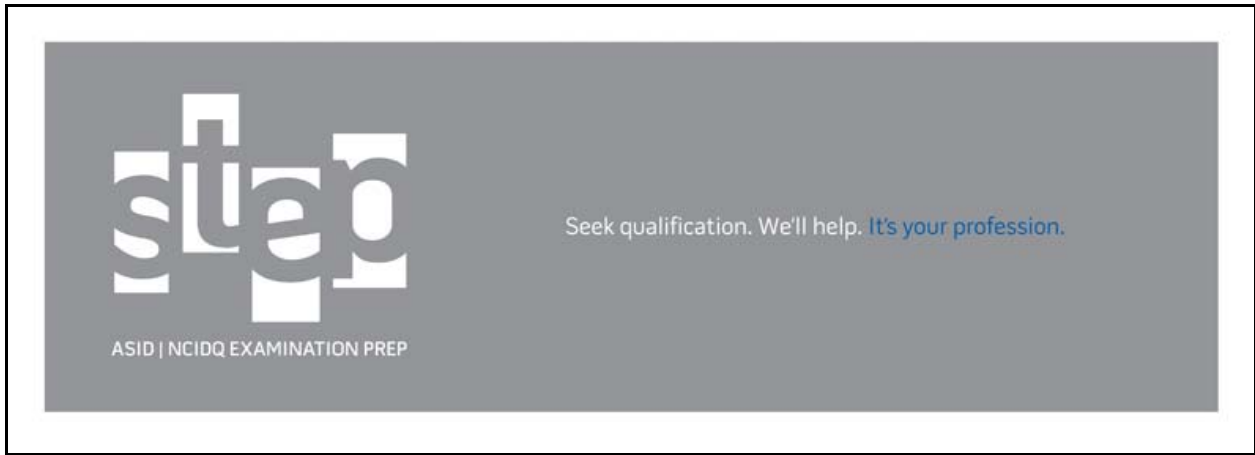 step
ASID | NCIDQ EXAMINATION PREP
Seek qualification. We'll help. It's your profession.